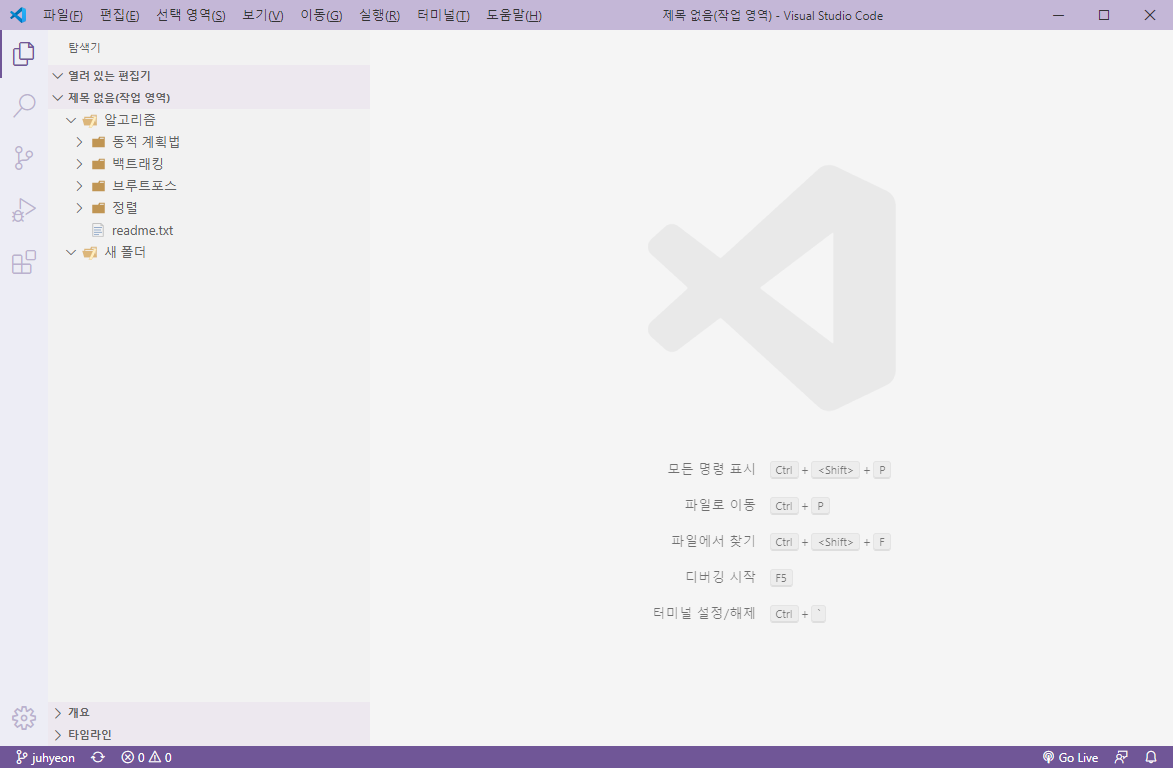 파일(F) 편집(E) 선택 영역(S) 보기(V) 이동(G) 실행(R) 터미널(T) 도움말(H) 제목 없음(작업 영역) - Visual Studio Code
탐색기
열려 있는 편집기
제목 없음(작업 영역)
알고리즘
동적 계획법
백트래킹
브루트포스
정렬
readme.txt
새 폴더
모든 명령 표시 Ctrl + <Shift> + P
파일로 이동 Ctrl + P
파일에서 찾기 Ctrl + <Shift> + F
디버깅 시작 F5
터미널 설정/해제 Ctrl + `
개요
타임라인
juhyeon 0 0 Go Live